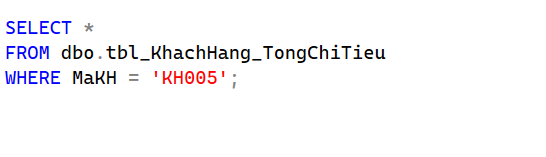 SELECT *
FROM dbo.tbl_KhachHang_TongChiTieu
WHERE MaKH = 'KH005';